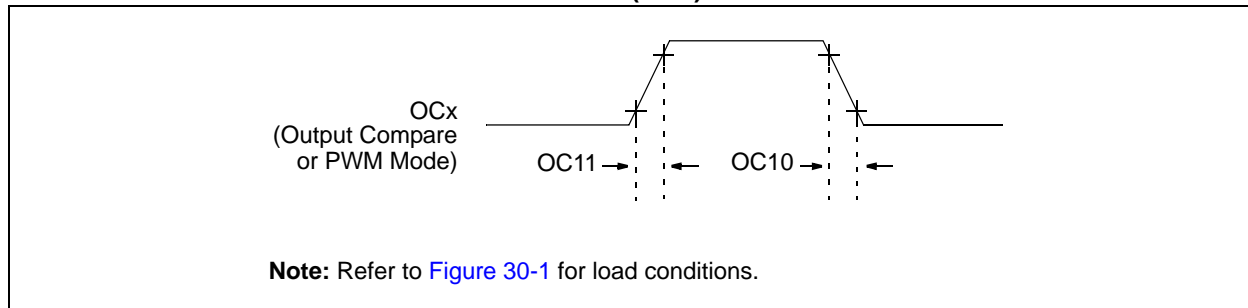 OCx
(Output Compare
or PWM Mode)
OC11
OC10
Note: Refer to Figure 30-1 for load conditions.